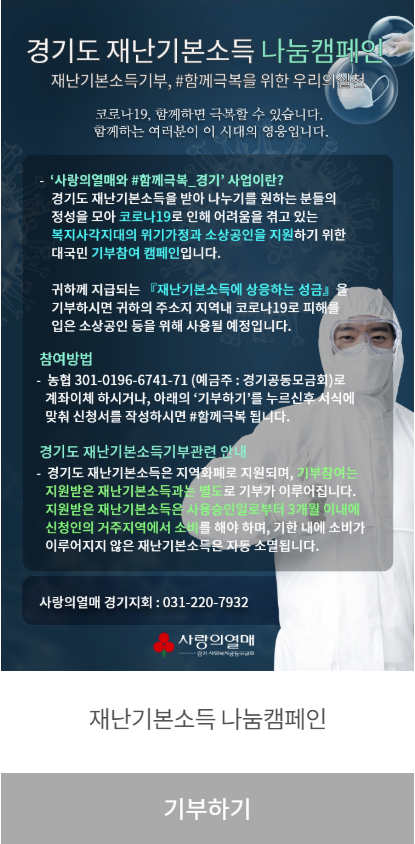 경기도 재난기본소득 나눔캠페인
재난기본소득기부, #함께극복을 위한 우리의 실천
코로나19, 함께하면 극복할 수 있습니다.
함께하는 여러분이 이 시대의 영웅입니다.
- ‘사랑의열매와 #함께극복_경기’ 사업이란?
경기도 재난기본소득을 받아 나누기를 원하는 분들의
정성을 모아 코로나19로 인해 어려움을 겪고 있는
복지사각지대의 위기가정과 소상공인을 지원하기 위한
대국민 기부참여 캠페인입니다.
귀하께 지급되는 『재난기본소득에 상응하는 성금』을
기부하시면 귀하의 주소지 지역내 코로나19로 피해를
입은 소상공인 등을 위해 사용될 예정입니다.
참여방법
- 농협 301-0196-6741-71 (예금주 : 경기공동모금회)로
계좌이체 하시거나, 아래의 ‘기부하기’를 누르신후 서식에
맞춰 신청서를 작성하시면 #함께극복 됩니다.
경기도 재난기본소득기부관련 안내
- 경기도 재난기본소득은 지역화폐로 지원되며, 기부참여는
지원받은 재난기본소득과는 별도로 기부가 이루어집니다.
지원받은 재난기본소득은 사용승인일로부터 3개월 이내에
신청인의 거주지역에서 소비를 해야 하며, 기한 내에 소비가
이루어지지 않은 재난기본소득은 자동 소멸됩니다.
사랑의열매 경기지회 : 031-220-7932
사랑의열매
경기 사회복지공동모금회
재난기본소득 나눔캠페인
기부하기